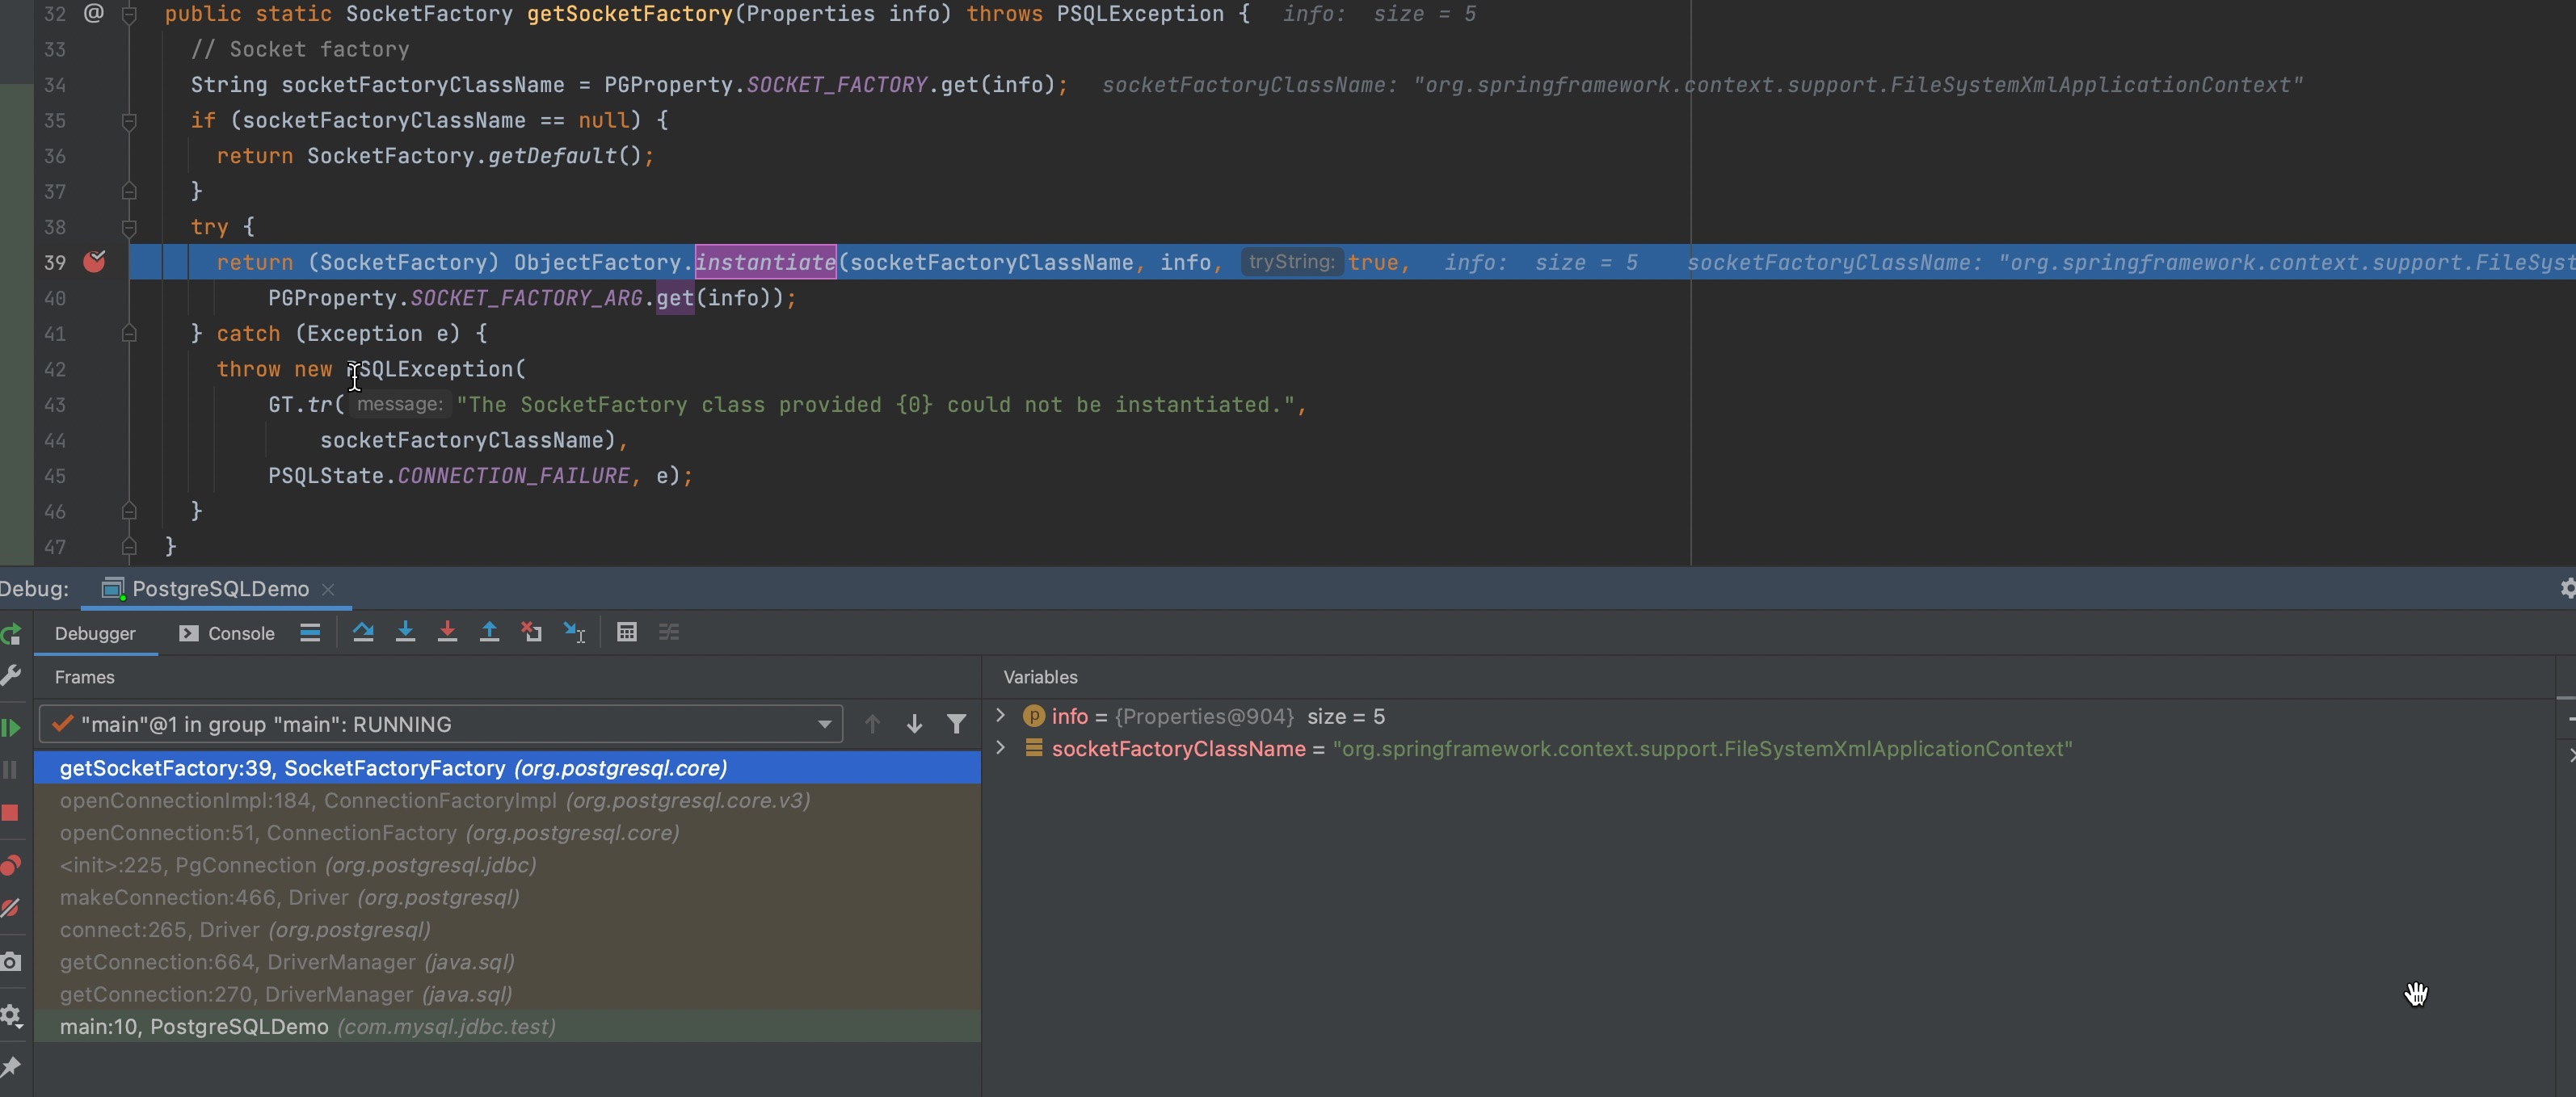 32 @ public static SocketFactory getSocketFactory(Properties info) throws PSQLException { info: size = 5
33 // Socket factory
34 String socketFactoryClassName = PGProperty.SOCKET_FACTORY.get(info); socketFactoryClassName: "org.springframework.context.support.FileSystemXmlApplicationContext"
35 if (socketFactoryClassName == null) {
36 return SocketFactory.getDefault();
37 }
38 try {
39 return (SocketFactory) ObjectFactory.instantiate(socketFactoryClassName, info, tryString: true, info: size = 5 socketFactoryClassName: "org.springframework.context.support.FileSyst
40 PGProperty.SOCKET_FACTORY_ARG.get(info));
41 } catch (Exception e) {
42 throw new PSQLException(
43 GT.tr( message: "The SocketFactory class provided {0} could not be instantiated.",
44 socketFactoryClassName),
45 PSQLState.CONNECTION_FAILURE, e);
46 }
47 }
Debug: PostgreSQLDemo
Debugger Console
Frames
Variables
"main"@1 in group "main": RUNNING
info = {Properties@904} size = 5
socketFactoryClassName = "org.springframework.context.support.FileSystemXmlApplicationContext"
getSocketFactory:39, SocketFactoryFactory (org.postgresql.core)
openConnectionImpl:184, ConnectionFactoryImpl (org.postgresql.core.v3)
openConnection:51, ConnectionFactory (org.postgresql.core)
<init>:225, PgConnection (org.postgresql.jdbc)
makeConnection:466, Driver (org.postgresql)
connect:265, Driver (org.postgresql)
getConnection:664, DriverManager (java.sql)
getConnection:270, DriverManager (java.sql)
main:10, PostgreSQLDemo (com.mysql.jdbc.test)